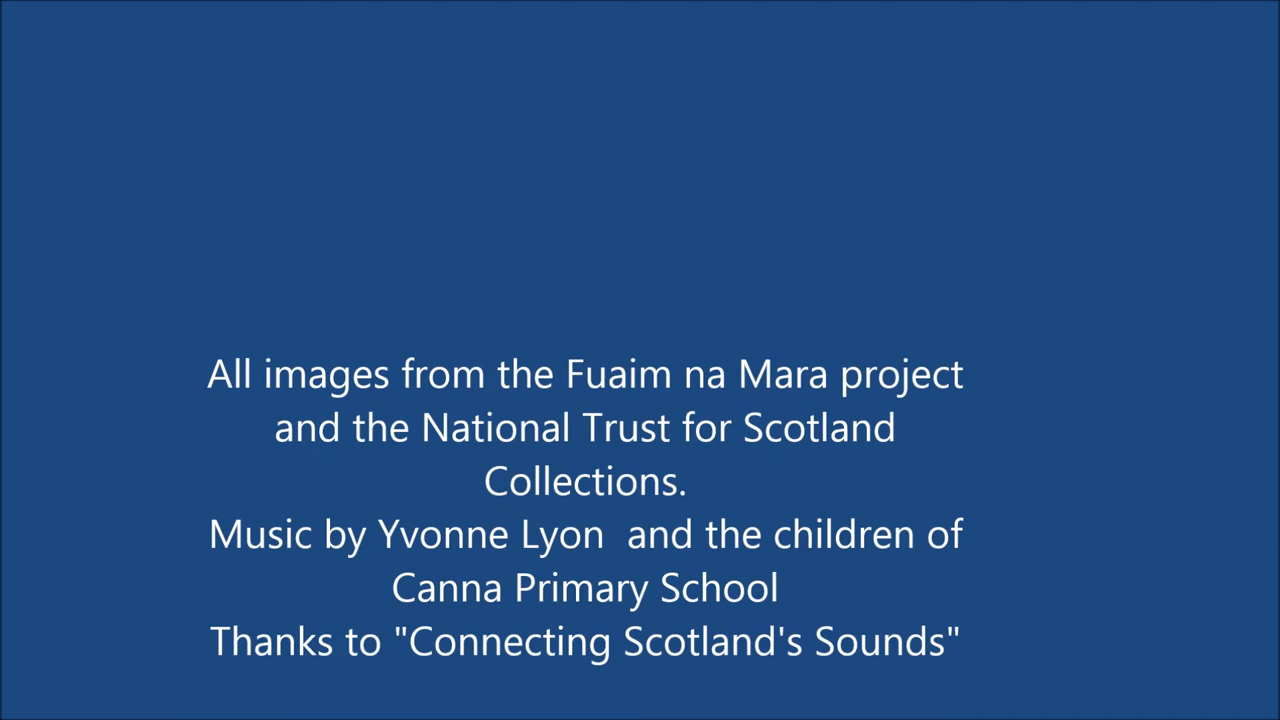 All images from the Fuaim na Mara project
and the National Trust for Scotland
Collections.
Music by Yvonne Lyon  and the children of
Canna Primary School
Thanks to "Connecting Scotland's Sounds"